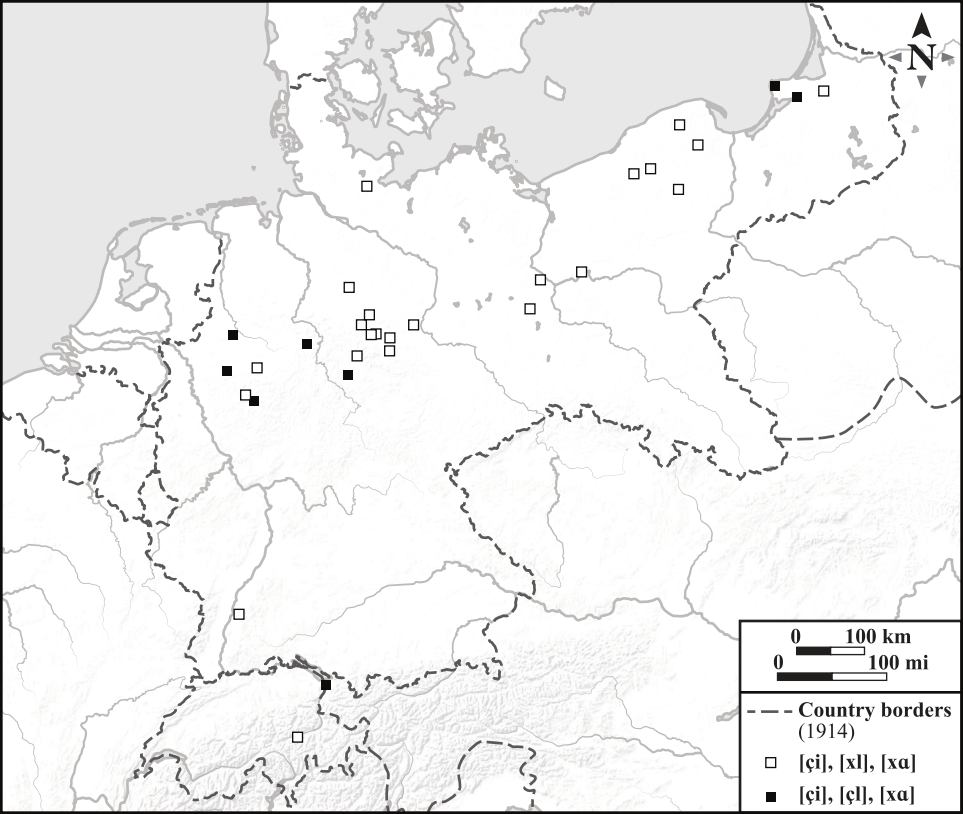 N
0 100 km
0 100 mi
Country borders
(1914)
[çi], [xl], [xɑ]
[çi], [çl], [xɑ]